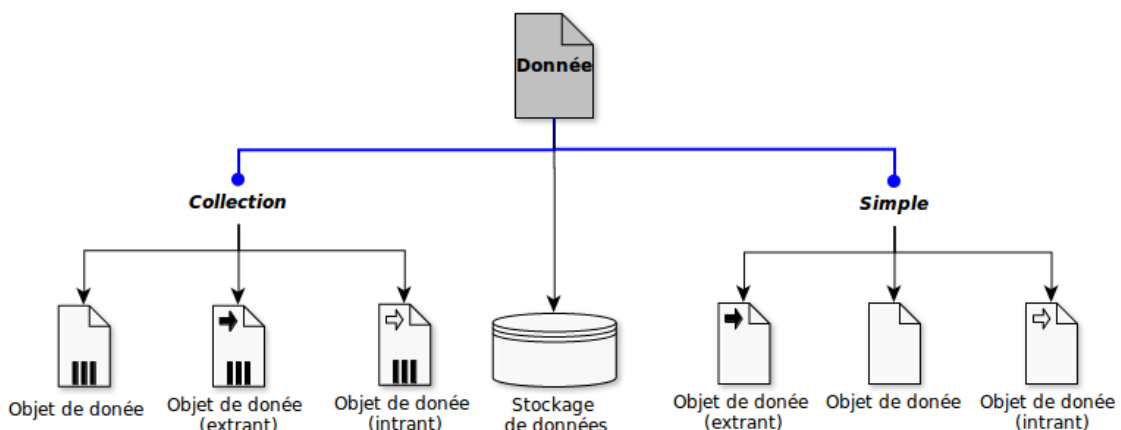 Donnée
Collection
Simple
Objet de donée
Objet de donée
(extrant)
Objet de donée
(intrant)
Stockage
de données
Objet de donée
(extrant)
Objet de donée
Objet de donée
(intrant)